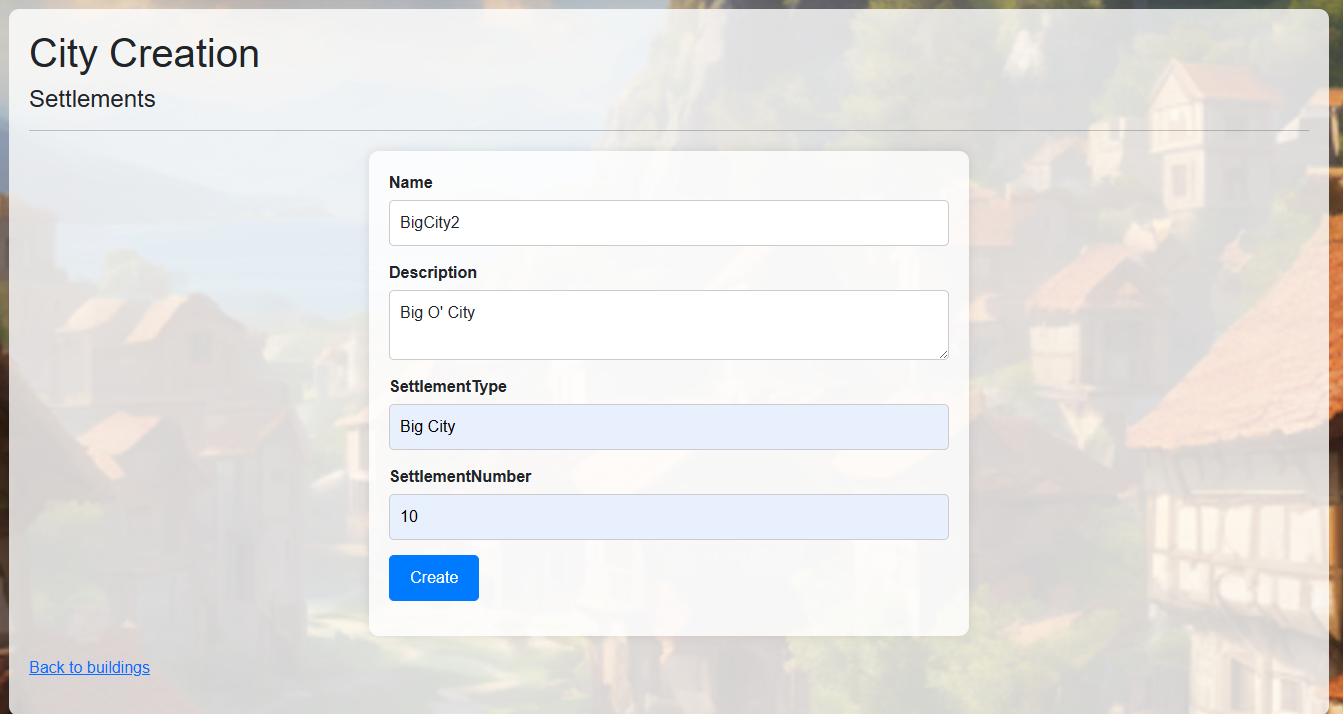 City Creation
Settlements
Name
BigCity2
Description
Big O' City
SettlementType
Big City
SettlementNumber
10
Create
Back to buildings